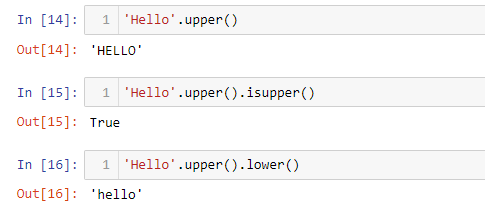 In [14]: 1 'Hello'.upper()
Out[14]: 'HELLO'
In [15]: 1 'Hello'.upper().isupper()
Out[15]: True
In [16]: 1 'Hello'.upper().lower()
Out[16]: 'hello'